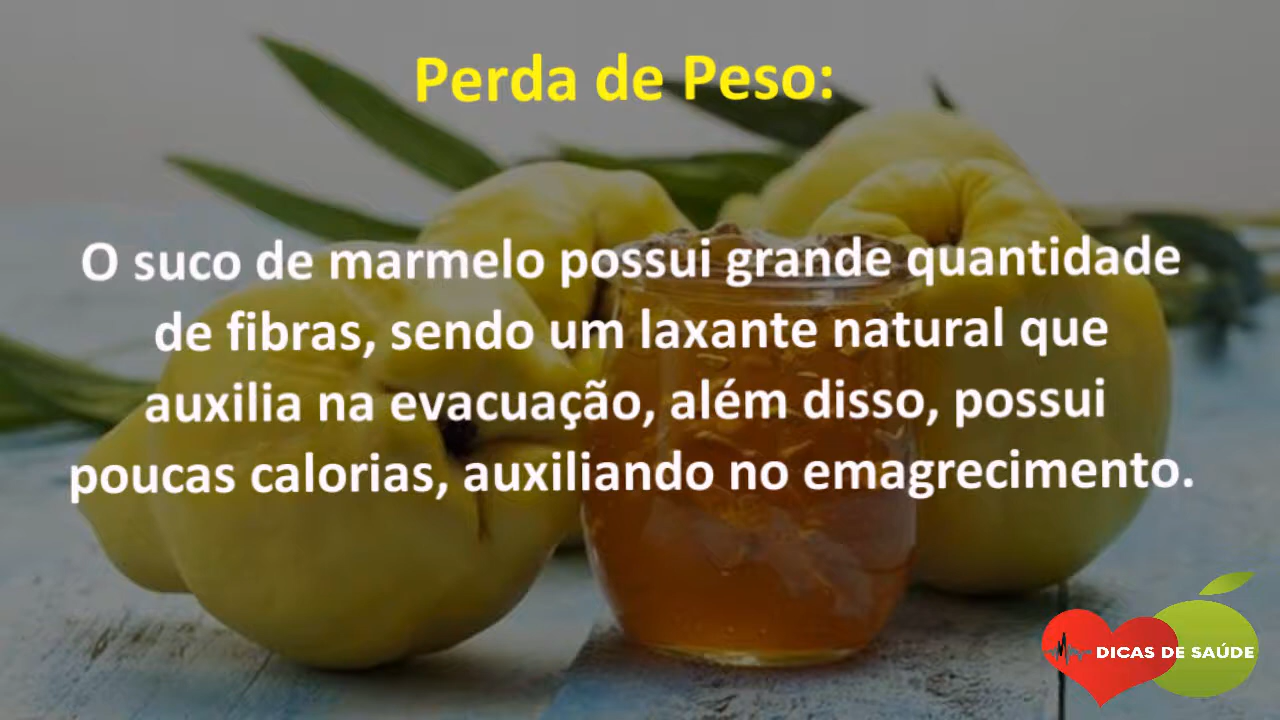 Perda de Peso:
O suco de marmelo possui grande quantidade
de fibras, sendo um laxante natural que
auxilia na evacuação, além disso, possui
poucas calorias, auxiliando no emagrecimento.
DICAS DE SAÚDE